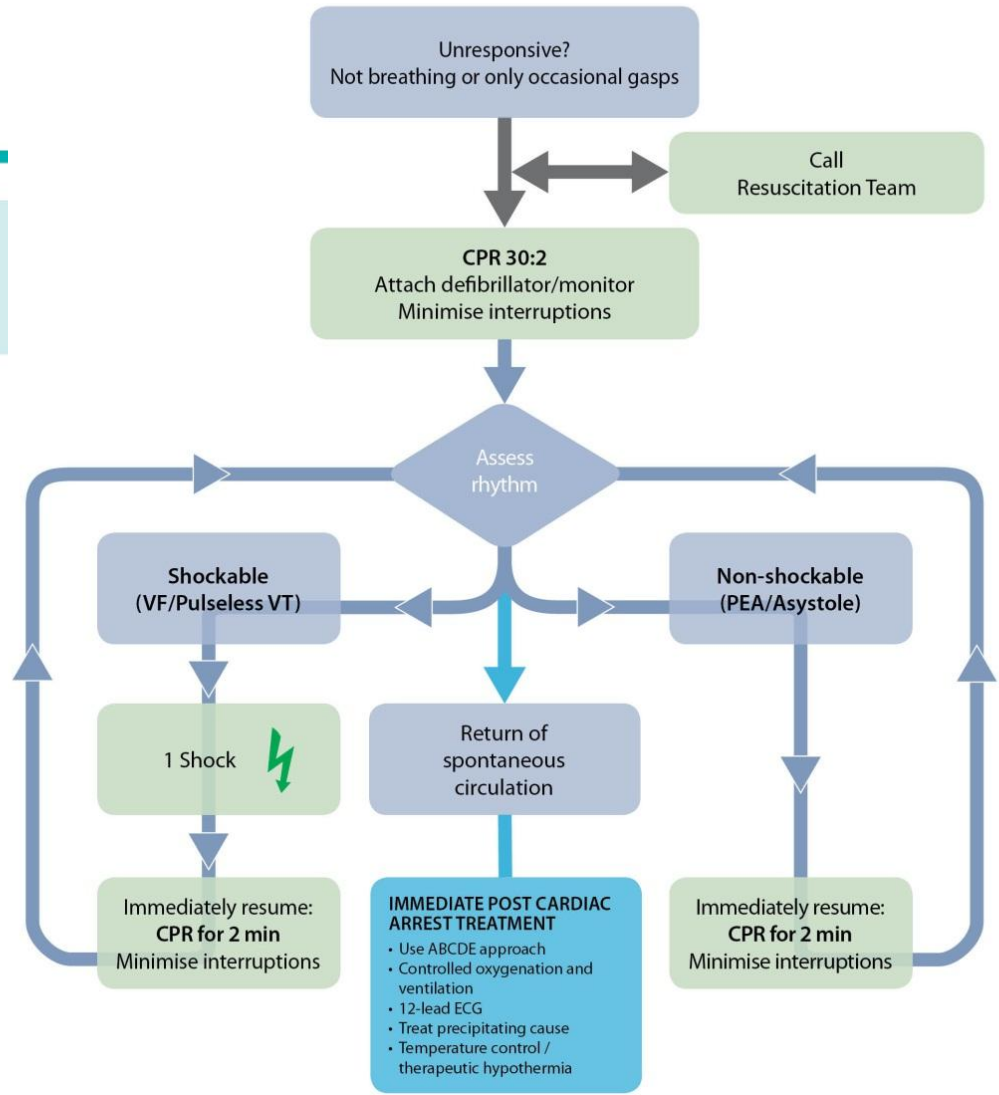 Unresponsive?
Not breathing or only occasional gasps
Call
Resuscitation Team
CPR 30:2
Attach defibrillator/monitor
Minimise interruptions
Assess
rhythm
Shockable
(VF/Pulseless VT)
Non-shockable
(PEA/Asystole)
1 Shock
Return of
spontaneous
circulation
Immediately resume:
CPR for 2 min
Minimise interruptions
IMMEDIATE POST CARDIAC
ARREST TREATMENT
• Use ABCDE approach
• Controlled oxygenation and
ventilation
• 12-lead ECG
• Treat precipitating cause
• Temperature control /
therapeutic hypothermia
Immediately resume:
CPR for 2 min
Minimise interruptions